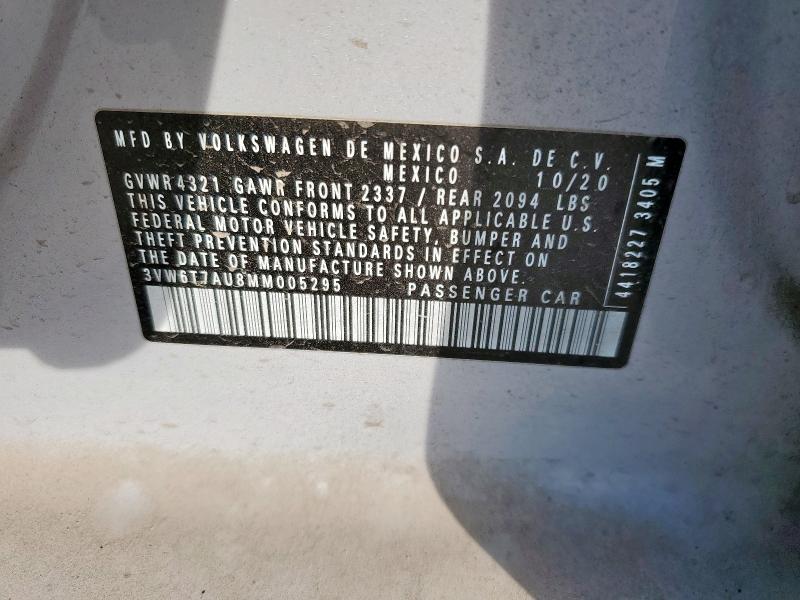 MFD BY VOLKSWAGEN DE MEXICO S.A. DE C.V.
MEXICO 10/20
GVWR 4321 GAWR FRONT 2337 / REAR 2094 LBS
THIS VEHICLE CONFORMS TO ALL APPLICABLE U.S.
FEDERAL MOTOR VEHICLE SAFETY, BUMPER AND
THEFT PREVENTION STANDARDS IN EFFECT ON
THE DATE OF MANUFACTURE SHOWN ABOVE.
3VW6T7AU8MM005295 PASSENGER CAR
4418227 3405 M